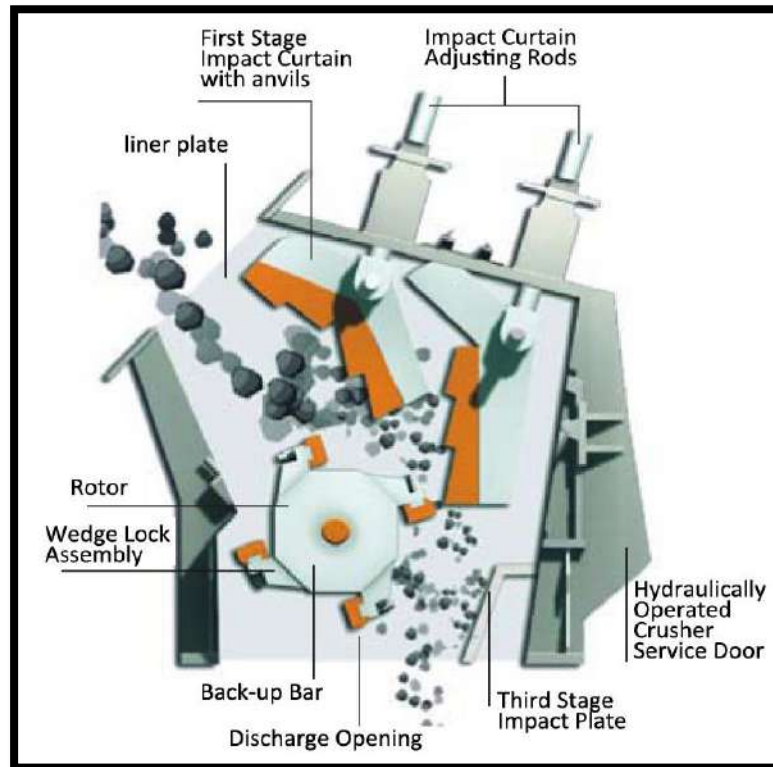 First Stage
Impact Curtain
with anvils
Impact Curtain
Adjusting Rods
liner plate
Rotor
Wedge Lock
Assembly
Hydraulically
Operated
Crusher
Service Door
Back-up Bar
Third Stage
Impact Plate
Discharge Opening